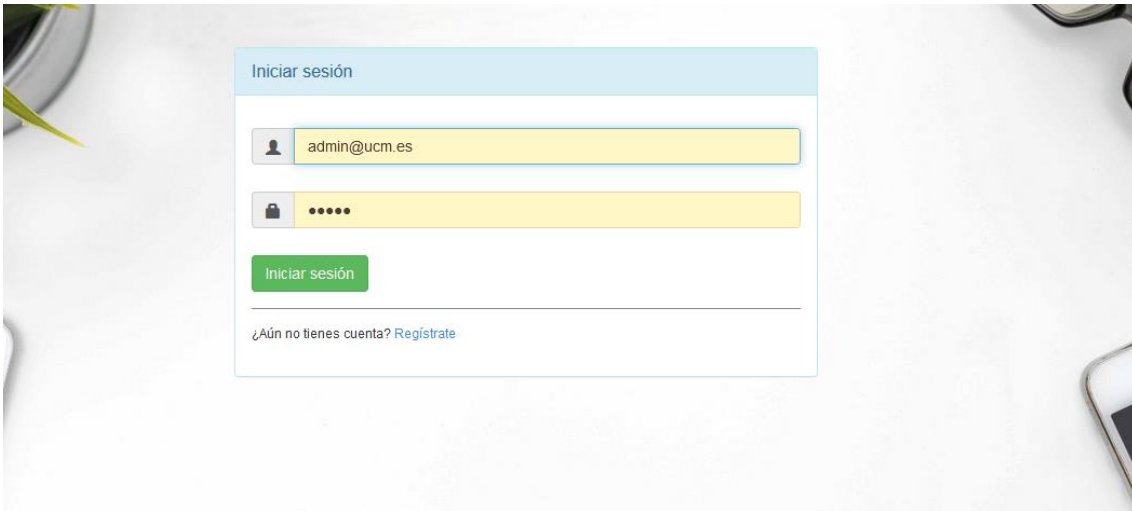 Iniciar sesión
admin@ucm.es
•••••
Iniciar sesión
¿Aún no tienes cuenta? Regístrate